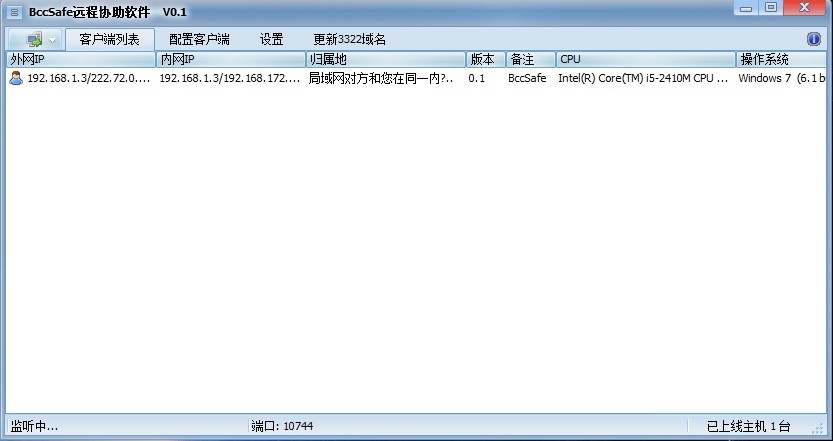 BccSafe远程协助软件 V0.1
客户端列表 配置客户端 设置 更新3322域名
外网IP 内网IP 归属地 版本 备注 CPU 操作系统
192.168.1.3/222.72.0.... 192.168.1.3/192.168.172.... 局域网对方和您在同一内?.. 0.1 BccSafe Intel(R) Core(TM) i5-2410M CPU ... Windows 7 (6.1 b
监听中... 端口: 10744 已上线主机 1 台